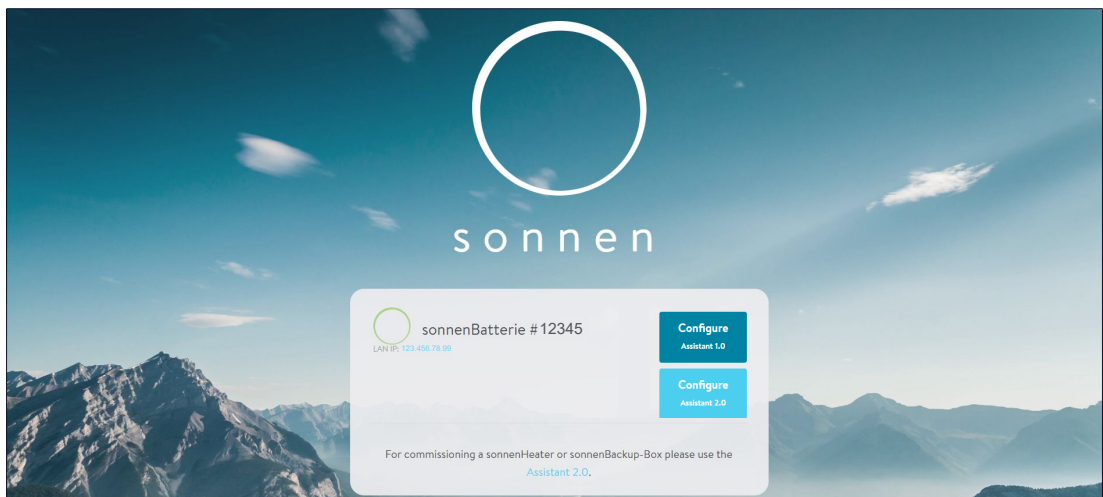 sonnen
sonnenBatterie #12345
LAN IP: 123.456.78.99
Configure
Assistant 1.0
Configure
Assistant 2.0
For commissioning a sonnenHeater or sonnenBackup-Box please use the
Assistant 2.0.